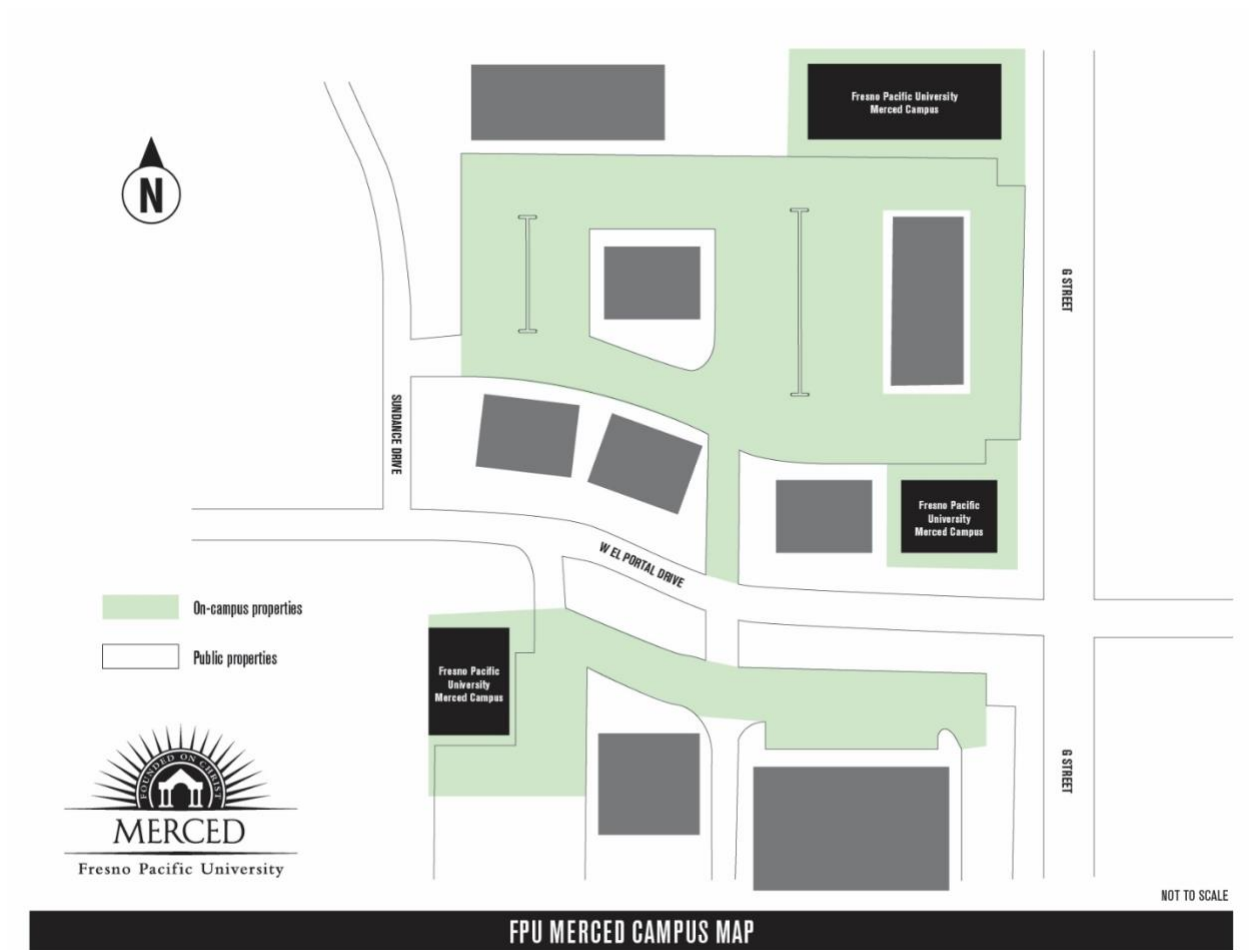 Fresno Pacific University
Merced Campus
N
G STREET
SUNDANCE DRIVE
Fresno Pacific
University
Merced Campus
W EL PORTAL DRIVE
On-campus properties
Public properties
Fresno Pacific
University
Merced Campus
G STREET
FOUNDED ON CHRIST
MERCED
Fresno Pacific University
NOT TO SCALE
FPU MERCED CAMPUS MAP